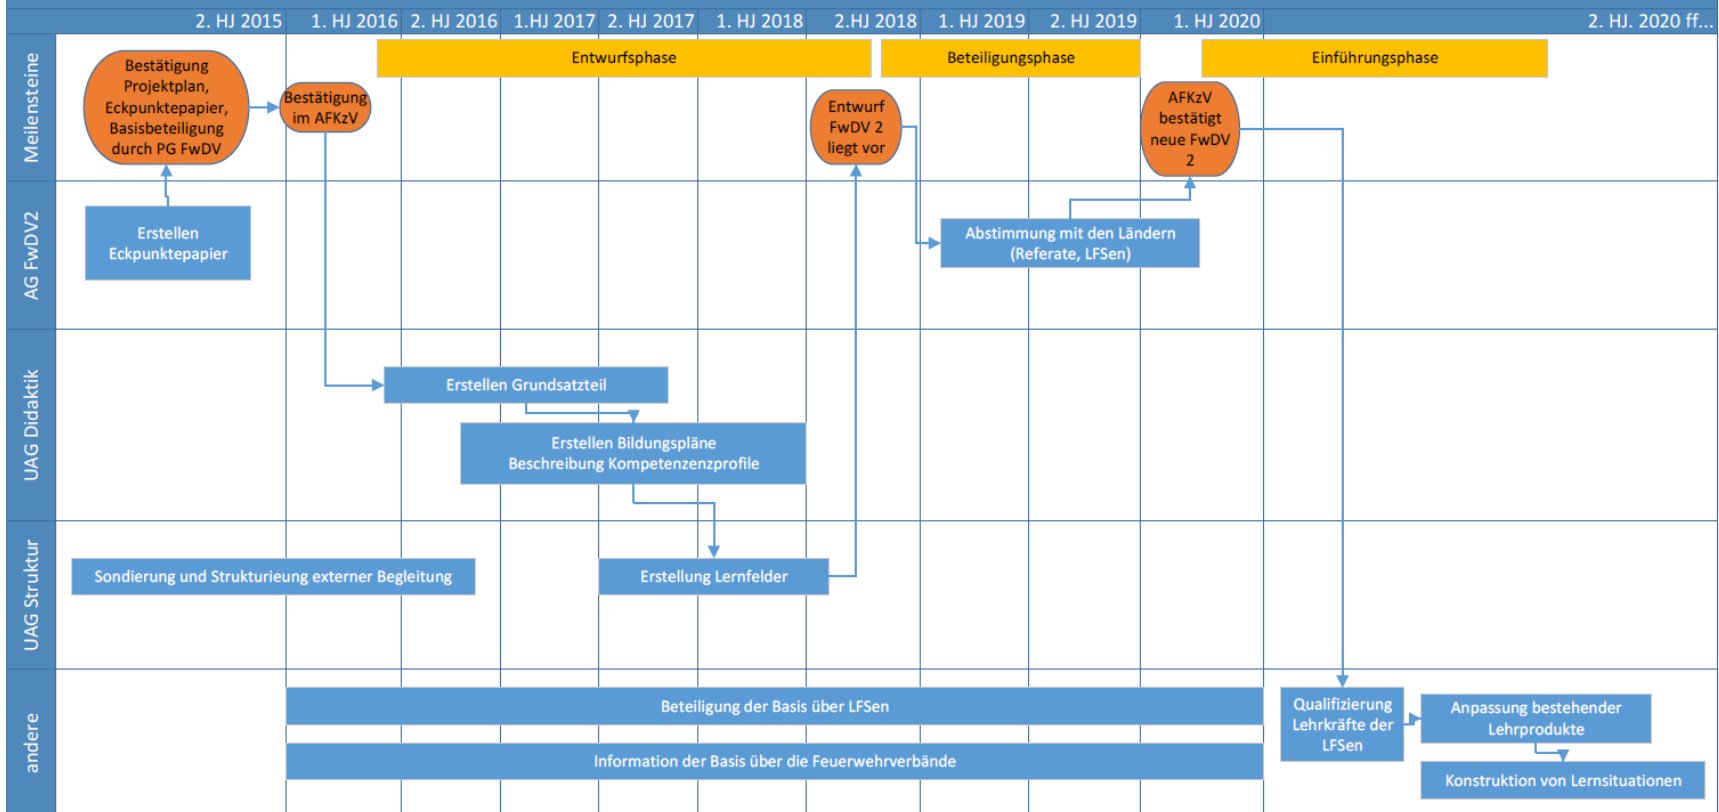 2. HJ 2015
1. HJ 2016
2. HJ 2016
1.HJ 2017
2. HJ 2017
1. HJ 2018
2.HJ 2018
1. HJ 2019
2. HJ 2019
1. HJ 2020
2. HJ. 2020 ff...
Meilensteine
Entwurfsphase
Beteiligungsphase
Einführungsphase
Bestätigung
Projektplan,
Eckpunktepapier,
Basisbeteiligung
durch PG FwDV
Bestätigung
im AFKzV
Entwurf
FwDV 2
liegt vor
AFKzV
bestätigt
neue FwDV
2
AG FwDV2
Erstellen
Eckpunktepapier
Abstimmung mit den Ländern
(Referate, LFSen)
UAG Didaktik
Erstellen Grundsatzteil
Erstellen Bildungspläne
Beschreibung Kompetenzenzprofile
UAG Struktur
Sondierung und Strukturieung externer Begleitung
Erstellung Lernfelder
andere
Beteiligung der Basis über LFSen
Information der Basis über die Feuerwehrverbände
Qualifizierung
Lehrkräfte der
LFSen
Anpassung bestehender
Lehrprodukte
Konstruktion von Lernsituationen